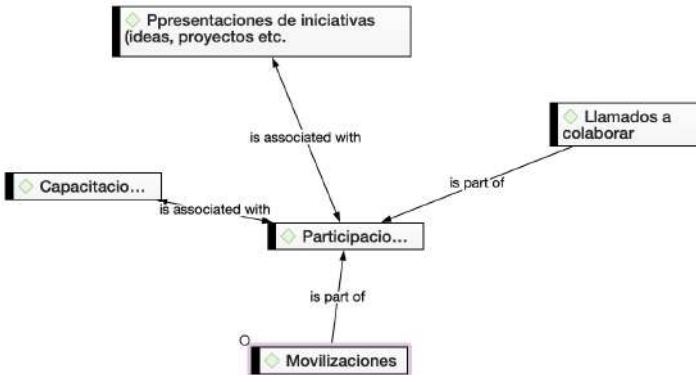 Ppresentaciones de iniciativas
(ideas, proyectos etc.
is associated with
Llamados a
colaborar
is part of
Capacitacio...
is associated with
Participacio...
is part of
Movilizaciones